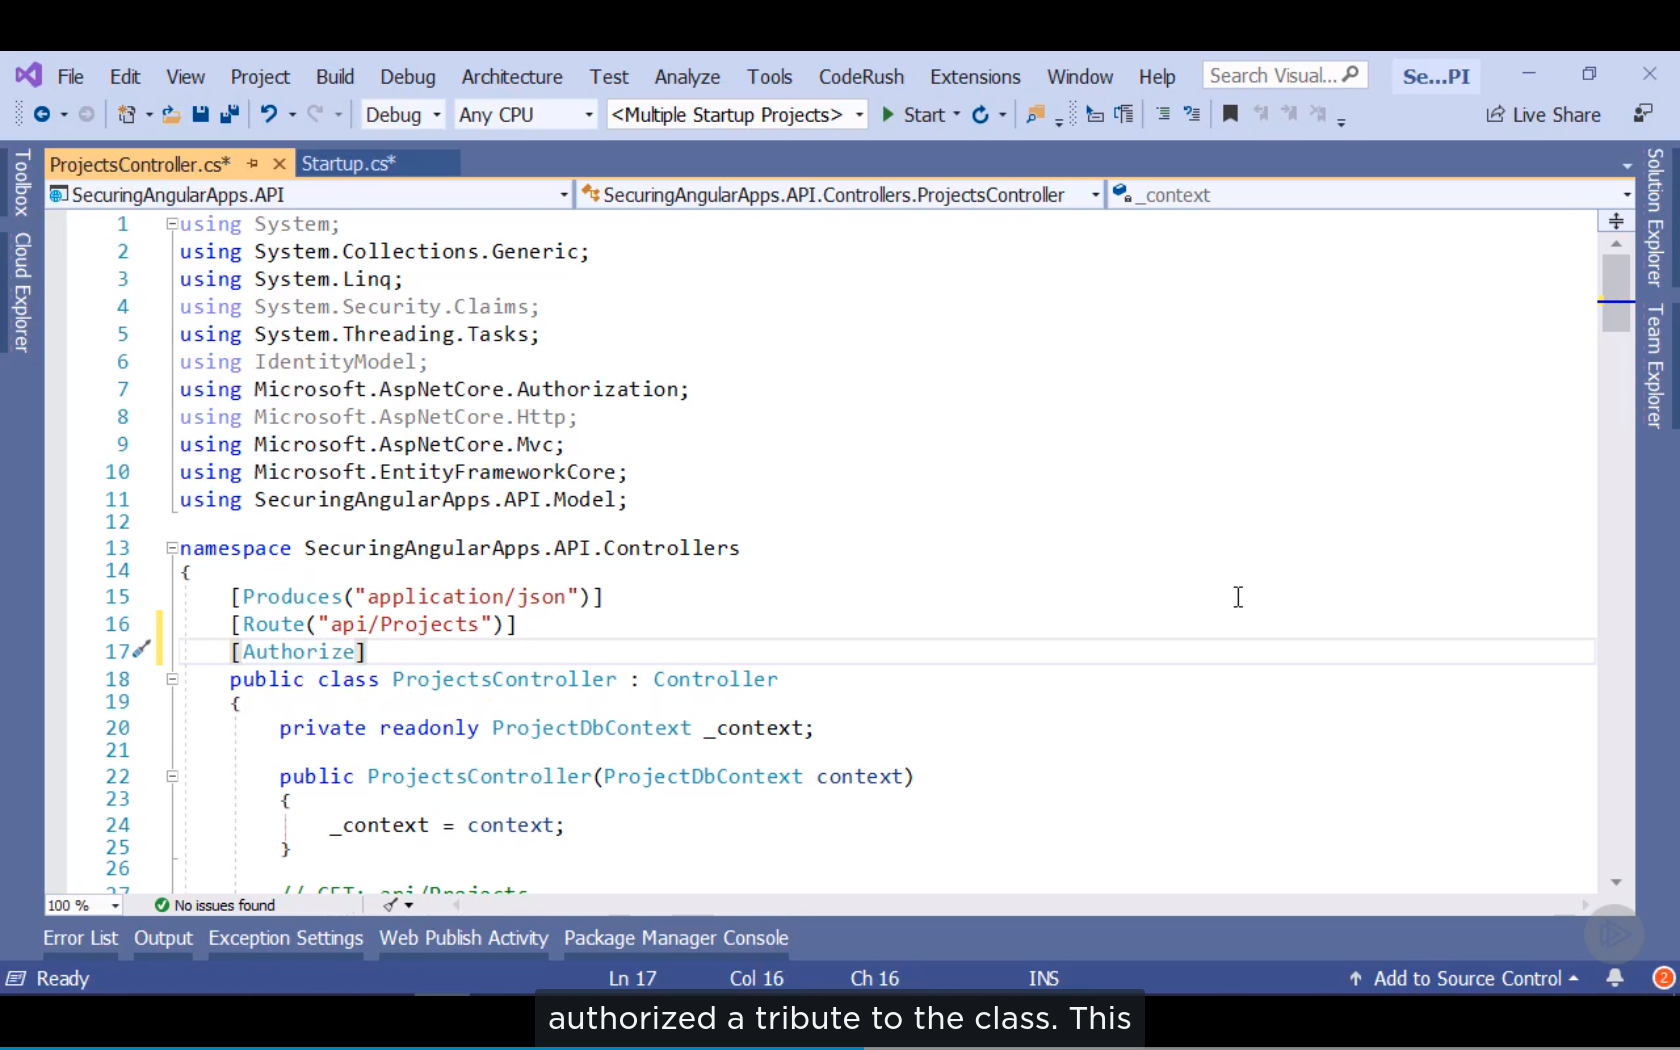 File Edit View Project Build Debug Architecture Test Tools Analyze CodeRush Extensions Window Help Search Visual... Se...PI
Debug Any CPU <Multiple Startup Projects> Start Live Share
ProjectsController.cs* Startup.cs*
SecuringAngularApps.API SecuringAngularApps.API.Controllers.ProjectsController _context
Toolbox
Cloud Explorer
Solution Explorer
Team Explorer
1 using System;
2 using System.Collections.Generic;
3 using System.Linq;
4 using System.Security.Claims;
5 using System.Threading.Tasks;
6 using IdentityModel;
7 using Microsoft.AspNetCore.Authorization;
8 using Microsoft.AspNetCore.Http;
9 using Microsoft.AspNetCore.Mvc;
10 using Microsoft.EntityFrameworkCore;
11 using SecuringAngularApps.API.Model;
12
13 namespace SecuringAngularApps.API.Controllers
14 {
15 [Produces("application/json")]
16 [Route("api/Projects")]
17 [Authorize]
18 public class ProjectsController : Controller
19 {
20 private readonly ProjectDbContext _context;
21
22 public ProjectsController(ProjectDbContext context)
23 {
24 _context = context;
25 }
26
27 // GET: api/Projects
100 % No issues found
Error List Output Exception Settings Web Publish Activity Package Manager Console
Ready Ln 17 Col 16 Ch 16 INS Add to Source Control 2
authorized a tribute to the class. This